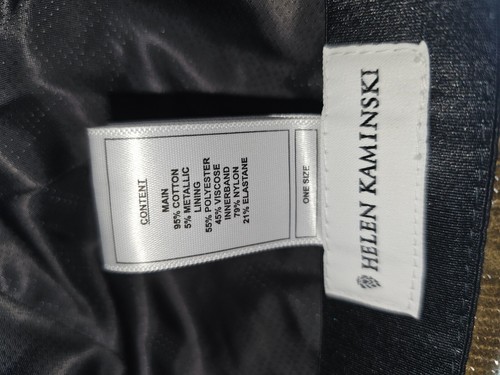 HELEN KAMINSKI
ONE SIZE
CONTENT
MAIN
95% COTTON
5% METALLIC
LINING
55% POLYESTER
45% VISCOSE
INNERBAND
79% NYLON
21% ELASTANE